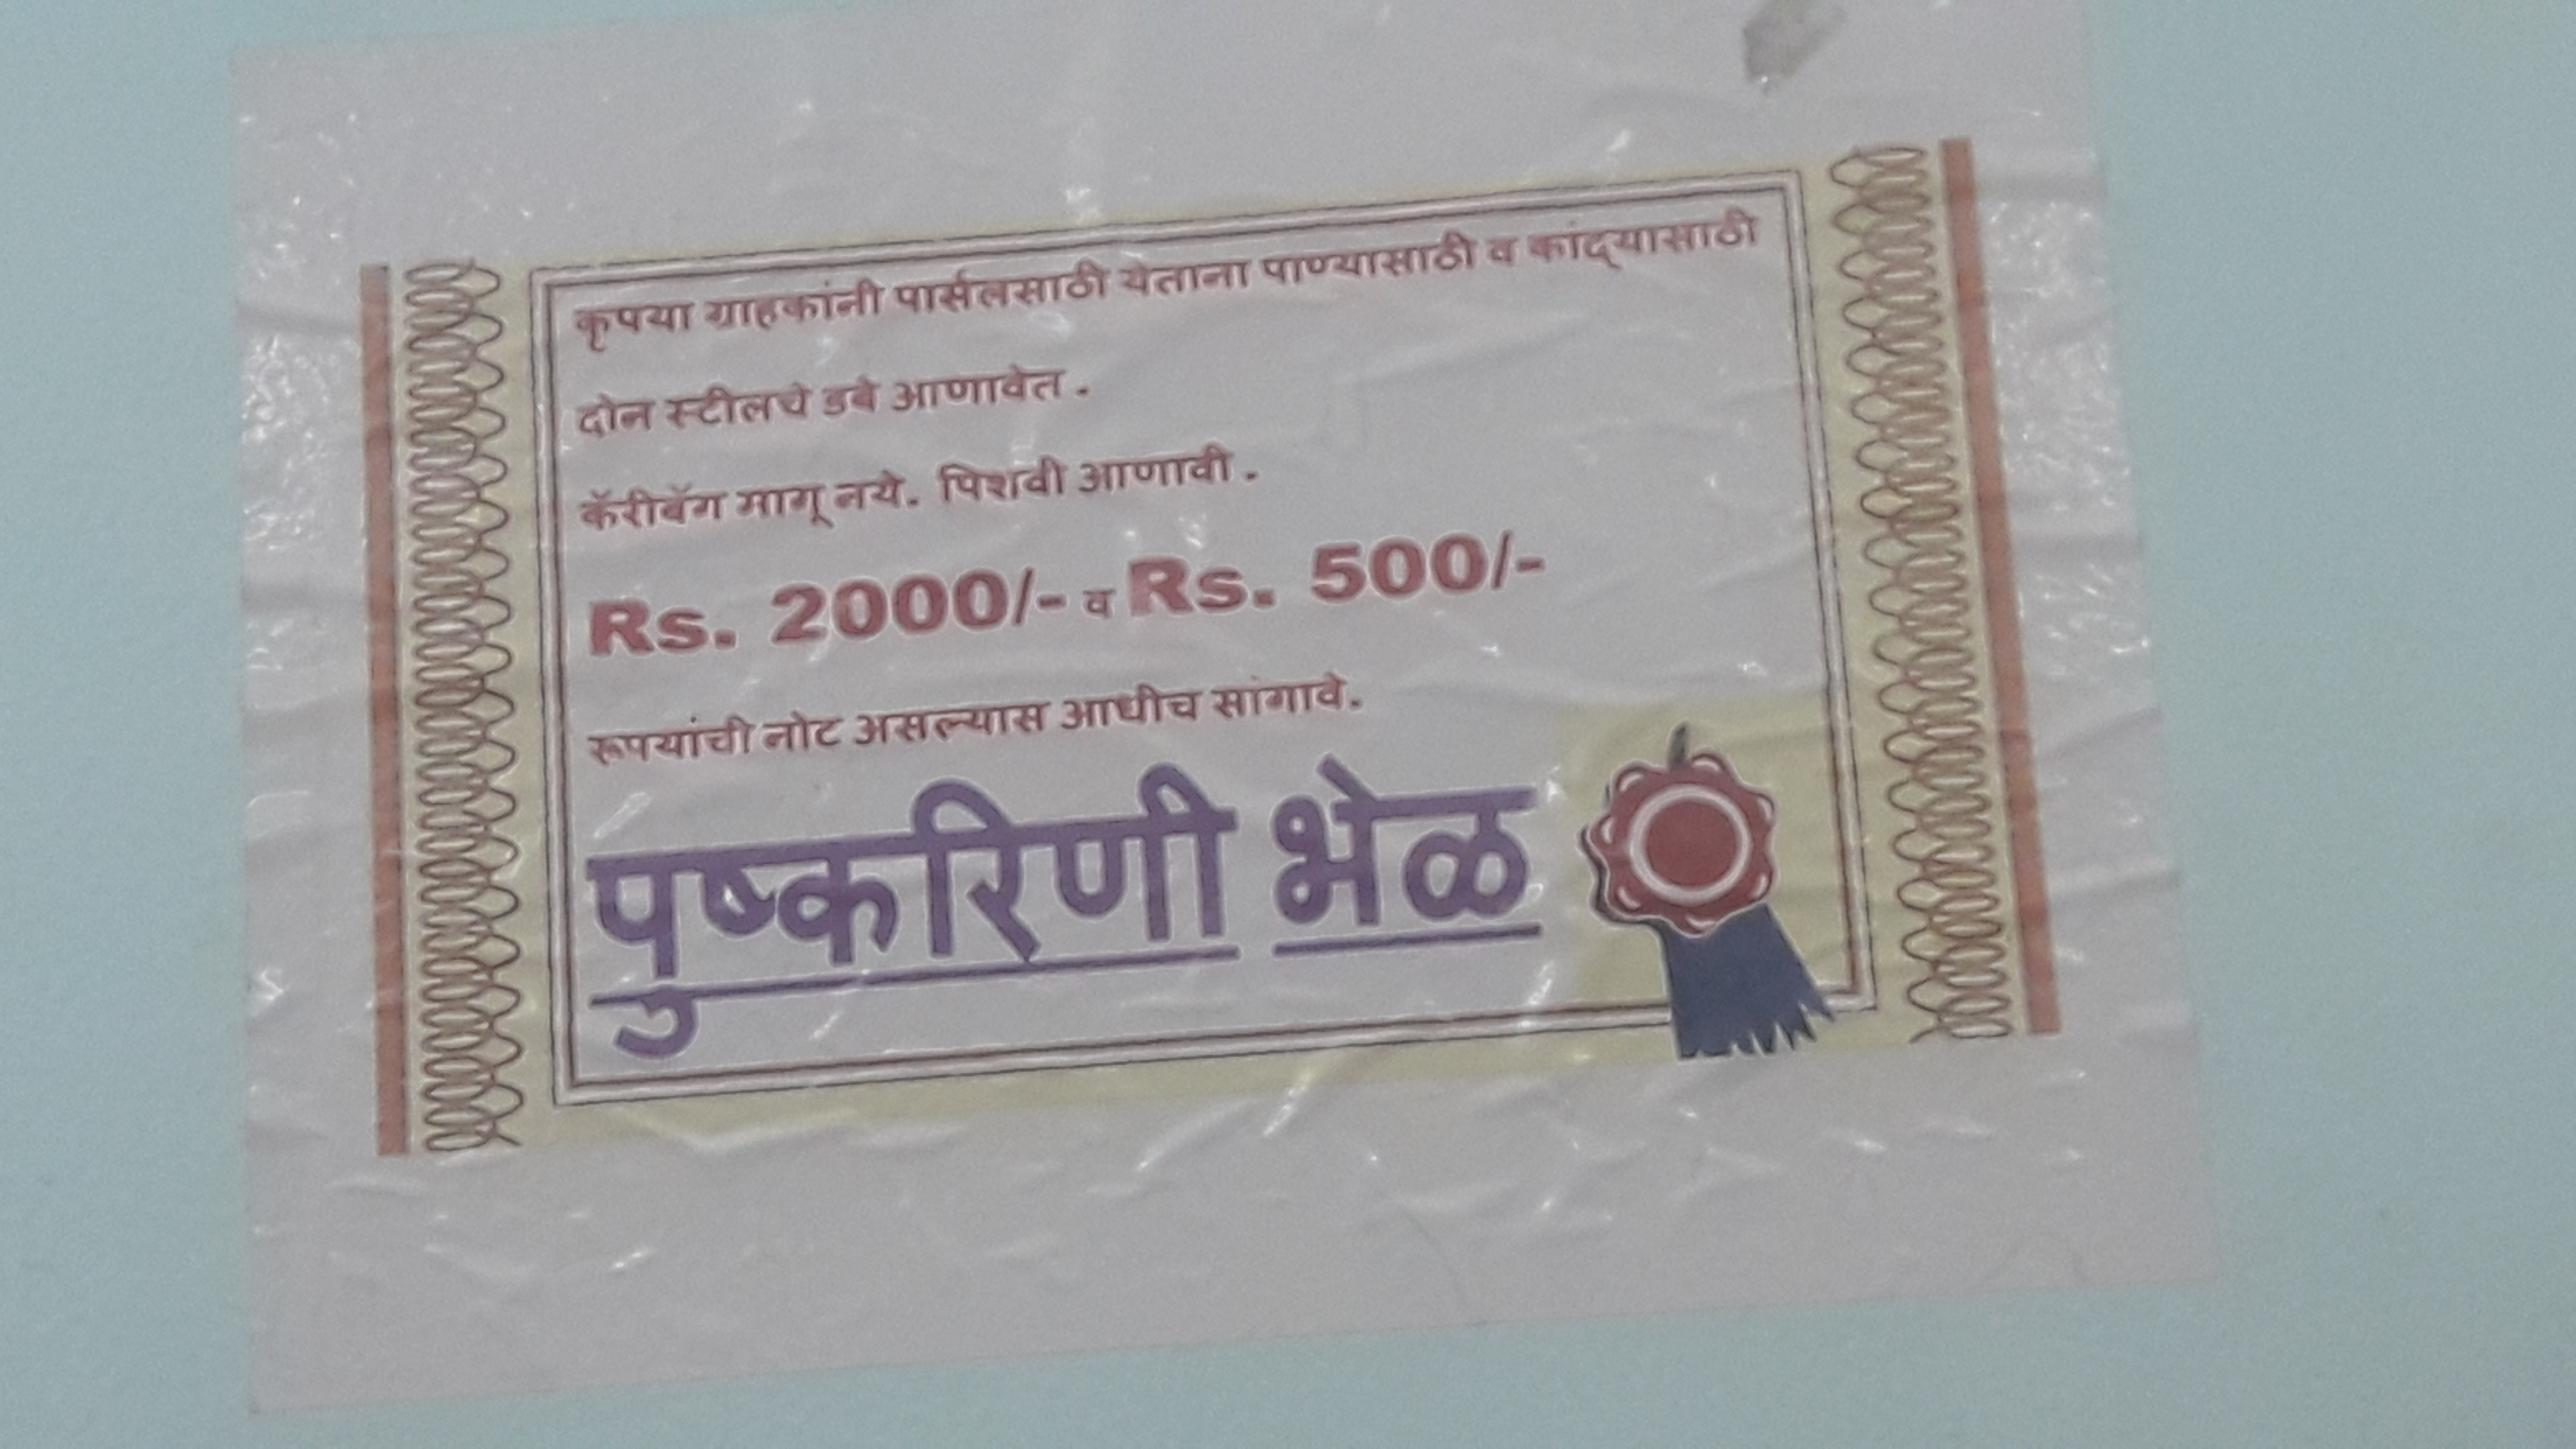 कृपया ग्राहकांनी पार्सलसाठी येताना पाण्यासाठी व कांद्यासाठी
दोन स्टीलचे डबे आणावेत .
कॅरीबॅग मागू नये. पिशवी आणावी .
Rs. 2000/- व Rs. 500/-
रूपयांची नोट असल्यास आधीच सांगावे.
पुष्करिणी भेळ